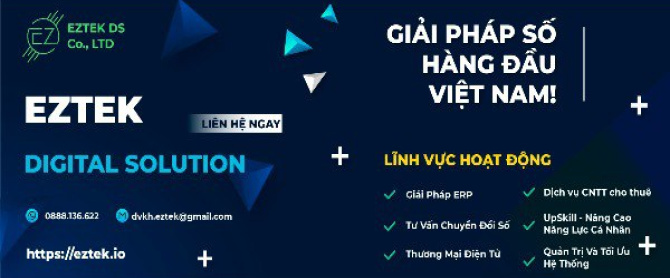 EZ
EZTEK DS
Co., LTD
EZTEK
LIÊN HỆ NGAY
DIGITAL SOLUTION
0888.136.622
dvkh.eztek@gmail.com
https://eztek.io
GIẢI PHÁP SỐ
HÀNG ĐẦU
VIỆT NAM!
LĨNH VỰC HOẠT ĐỘNG
Giải Pháp ERP
Tư Vấn Chuyển Đổi Số
Thương Mại Điện Tử
Dịch vụ CNTT cho thuê
UpSkill - Nâng Cao
Năng Lực Cá Nhân
Quản Trị Và Tối Ưu
Hệ Thống